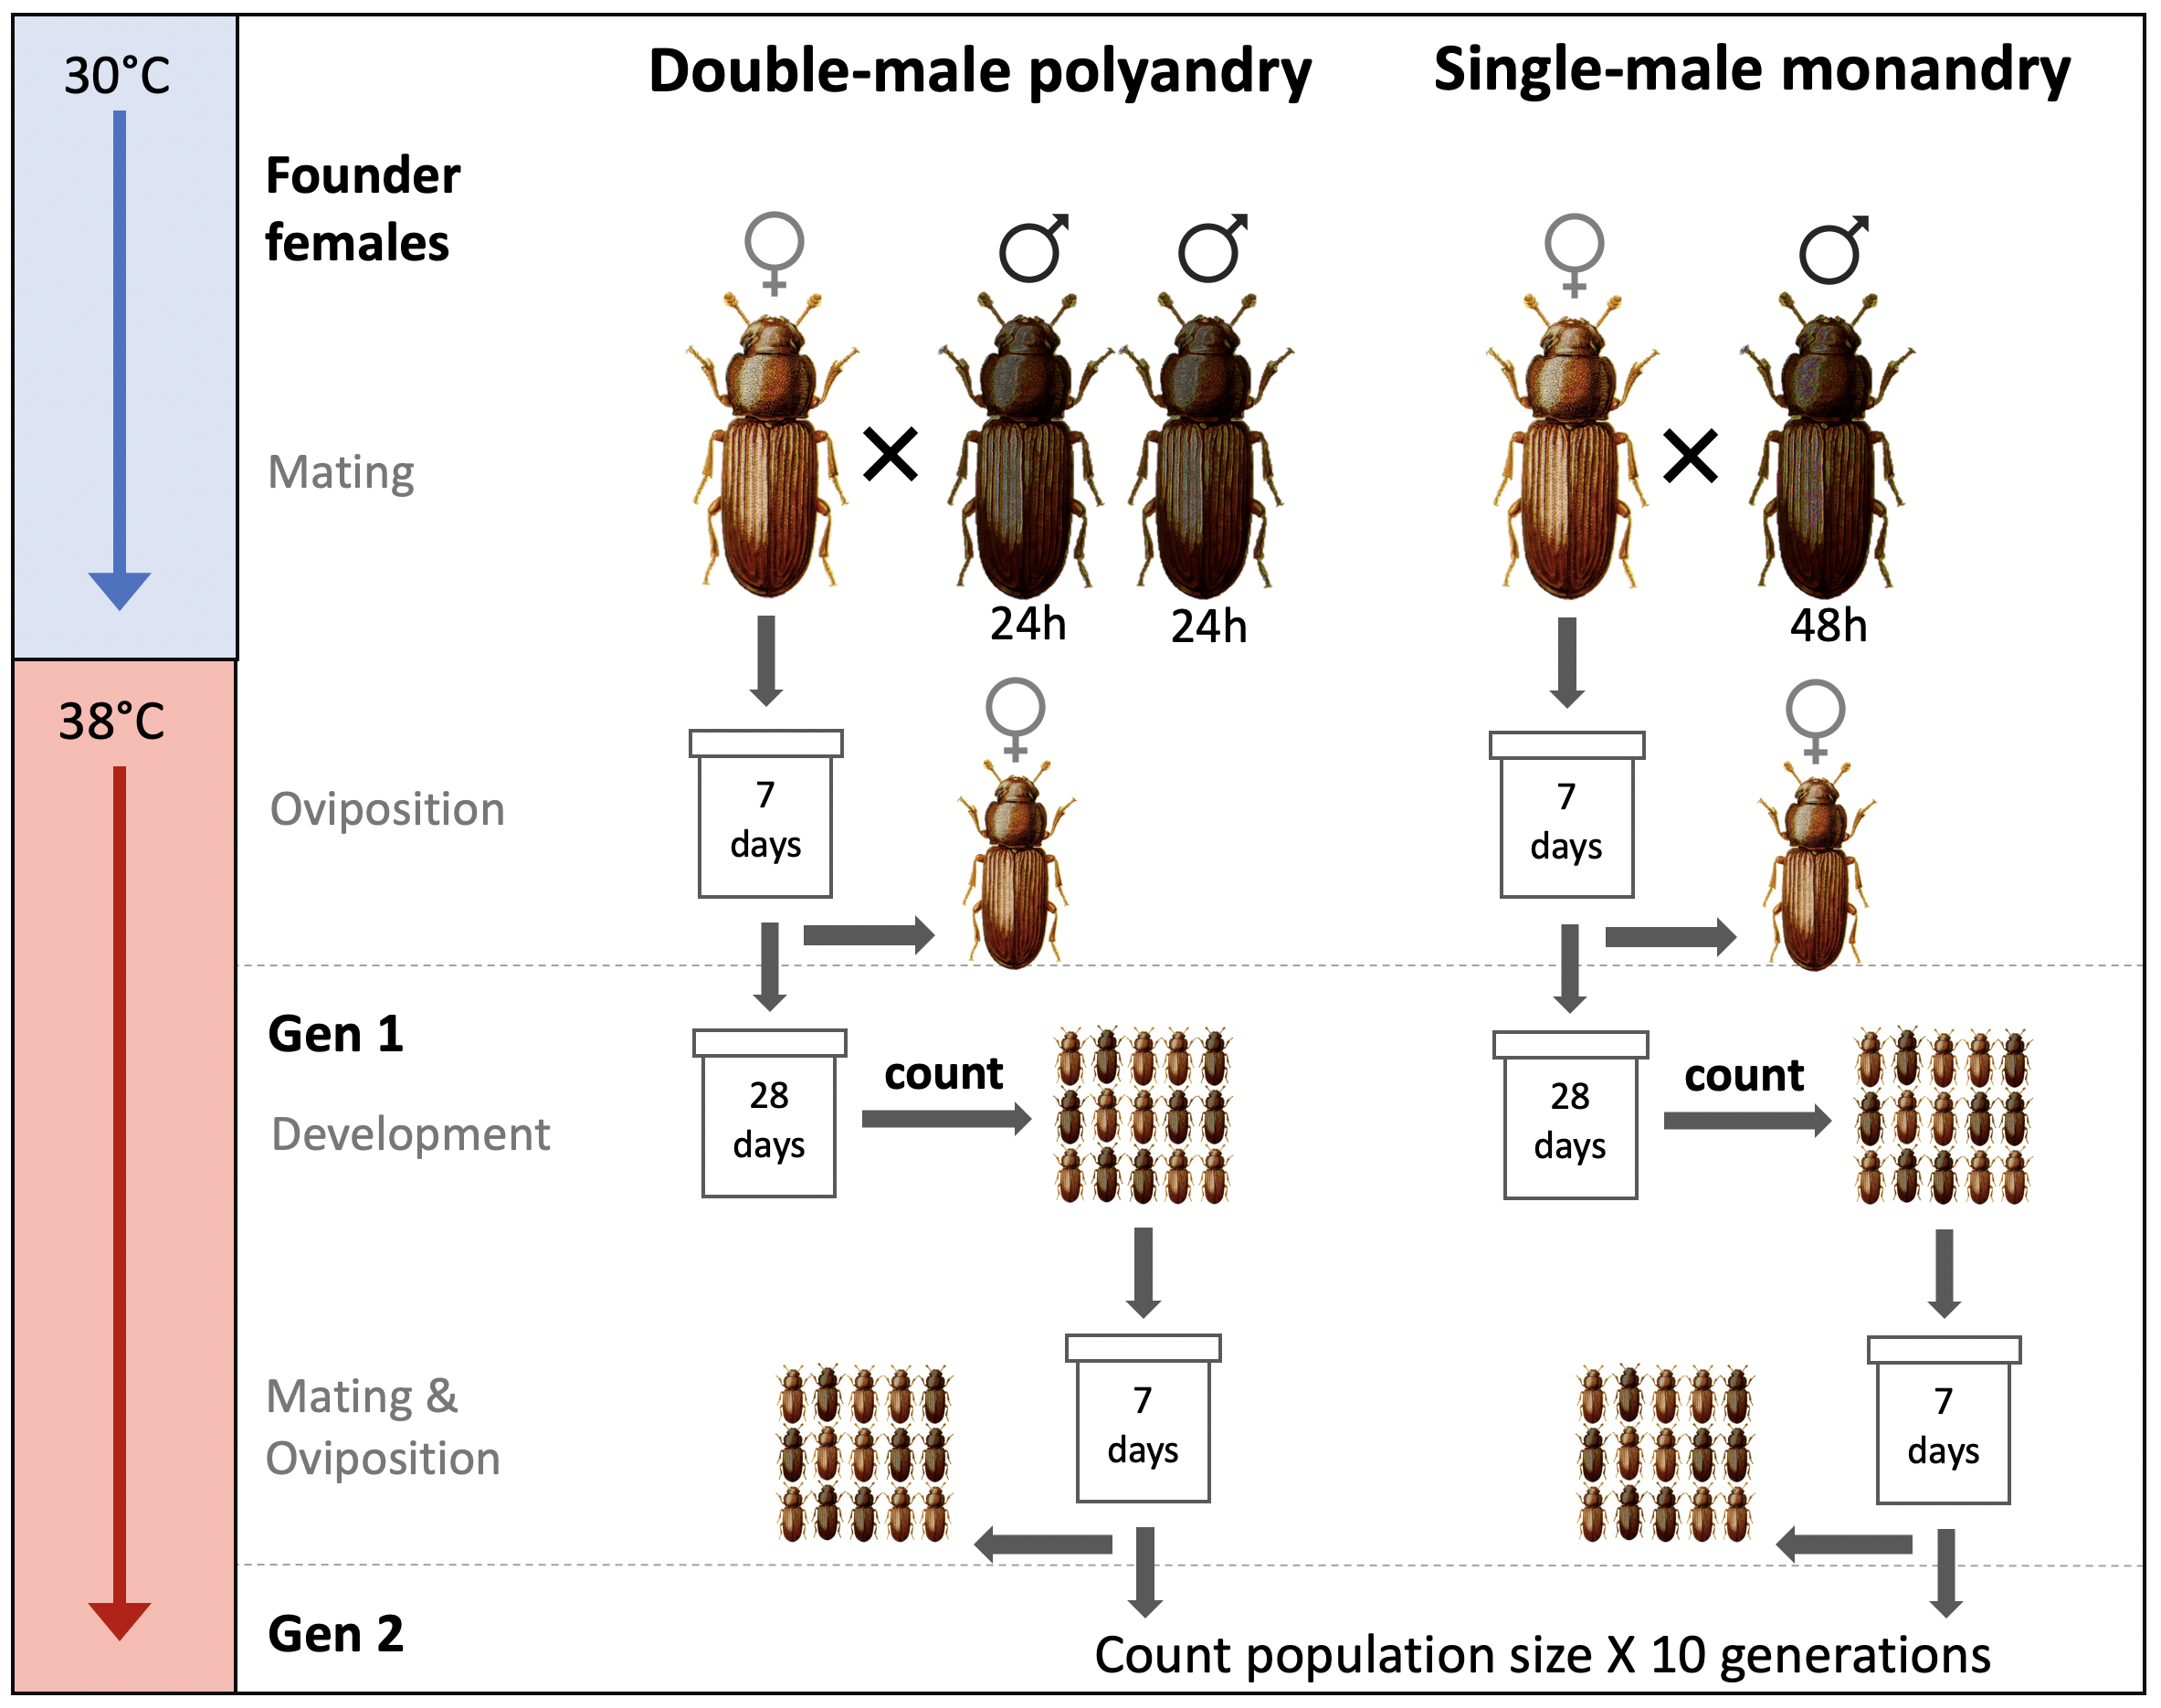 30°C
Double-male polyandry
Single-male monandry
Founder
females
Mating
24h
24h
48h
38°C
Oviposition
7
days
7
days
Gen 1
Development
28
days
count
28
days
count
Mating &
Oviposition
7
days
7
days
Gen 2
Count population size X 10 generations